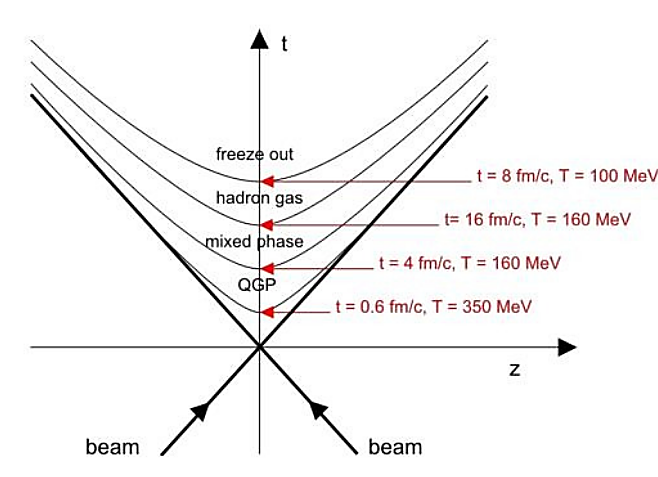 t
freeze out
t = 8 fm/c, T = 100 MeV
hadron gas
t= 16 fm/c, T = 160 MeV
mixed phase
t = 4 fm/c, T = 160 MeV
QGP
t = 0.6 fm/c, T = 350 MeV
z
beam
beam